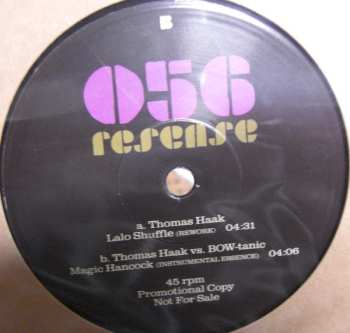 B
056
resense
a. Thomas Haak
Lalo Shuffle (REWORK) 04:31
b. Thomas Haak vs. BOW-tanic
Magic Hancock (INSTRUMENTAL ESSENCE) 04:06
45 rpm
Promotional Copy
Not For Sale